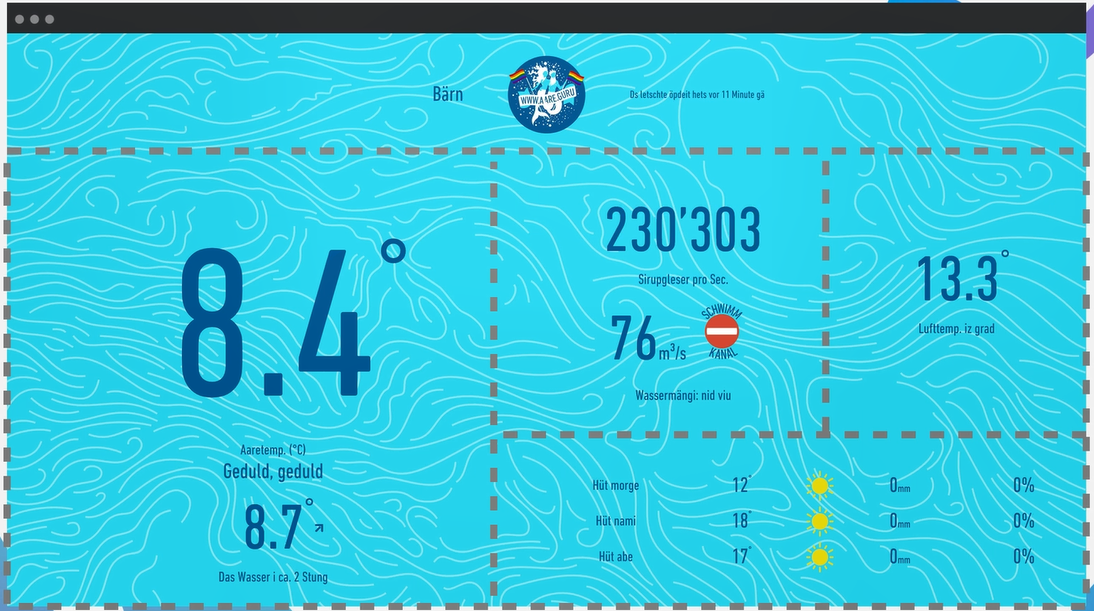 Bärn
WWW.AARE.GURU
Ds letschte öpdeit hets vor 11 Minute gä
8.4°
Aaretemp. (°C)
Geduld, geduld
8.7°
Das Wasser i ca. 2 Stung
230'303
Sirupgleser pro Sec.
76 m³/s
SCHWIMM
KANAL
Wassermängi: nid viu
13.3°
Lufttemp. iz grad
Hüt morge 12° 0mm 0%
Hüt nami 18° 0mm 0%
Hüt abe 17° 0mm 0%